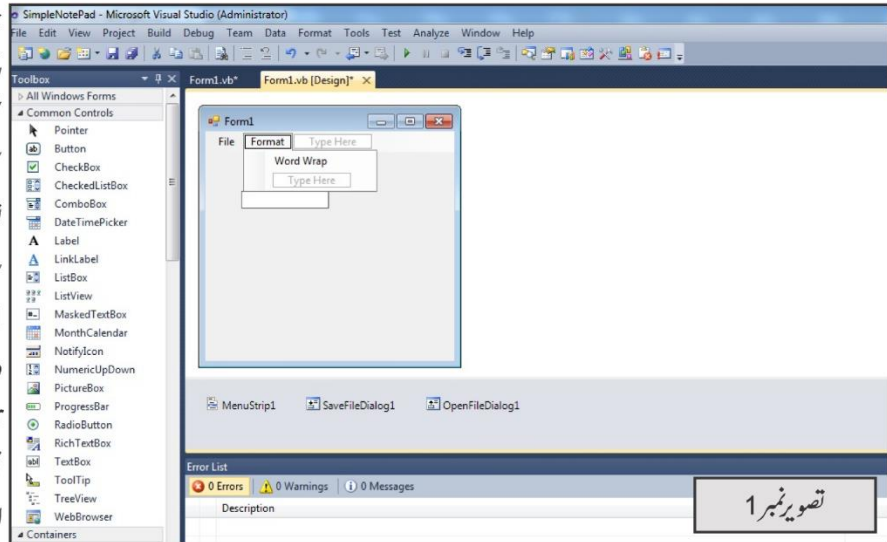 SimpleNotePad - Microsoft Visual Studio (Administrator)
File Edit View Project Build Debug Team Data Format Tools Test Analyze Window Help
Toolbox
Form1.vb*
Form1.vb [Design]*
All Windows Forms
Common Controls
Pointer
Button
CheckBox
CheckedListBox
ComboBox
DateTimePicker
Label
LinkLabel
ListBox
ListView
MaskedTextBox
MonthCalendar
NotifyIcon
NumericUpDown
PictureBox
ProgressBar
RadioButton
RichTextBox
TextBox
ToolTip
TreeView
WebBrowser
Containers
Form1
File Format Type Here
Word Wrap
Type Here
MenuStrip1 SaveFileDialog1 OpenFileDialog1
Error List
0 Errors 0 Warnings 0 Messages
Description
تصویر نمبر 1